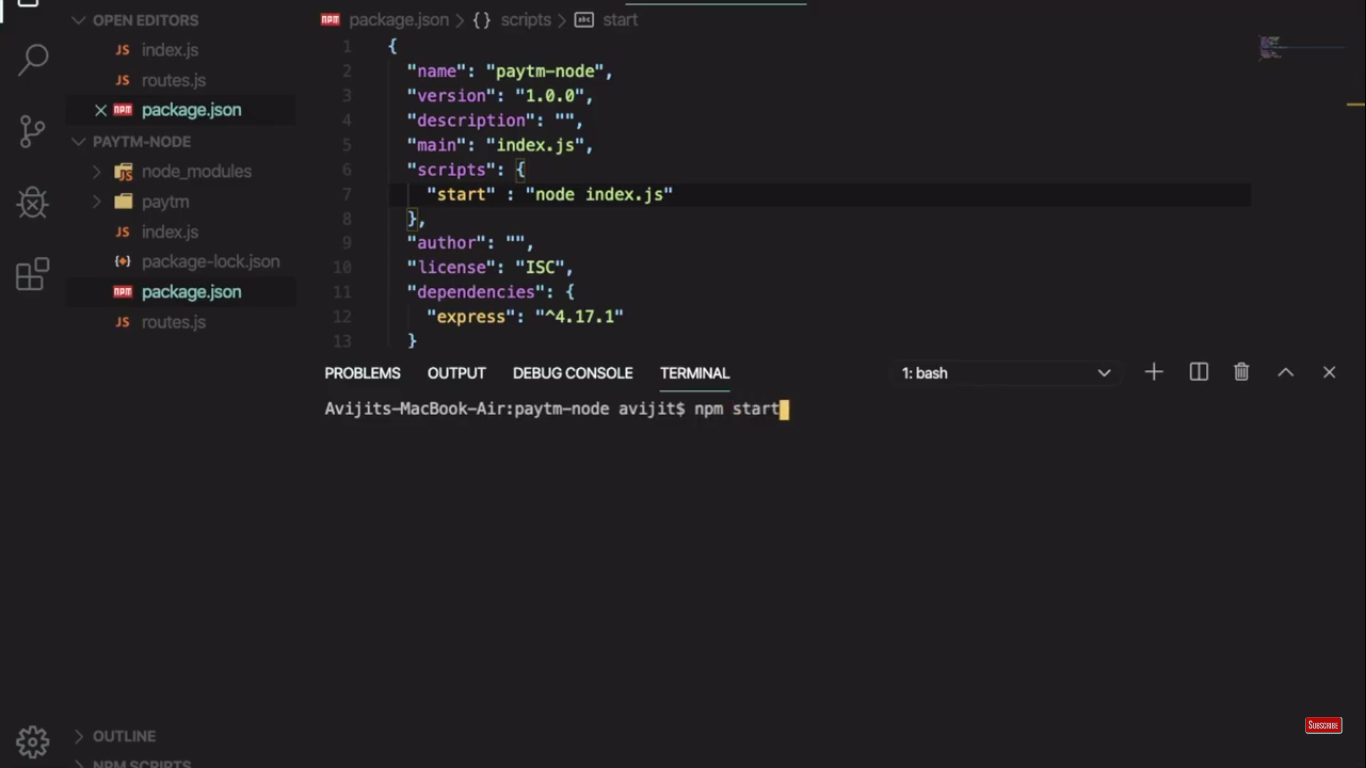 OPEN EDITORS
JS index.js
JS routes.js
package.json
PAYTM-NODE
node_modules
paytm
JS index.js
package-lock.json
package.json
JS routes.js
OUTLINE
NPM SCRIPTS
package.json > {} scripts > abc start
1 {
2 "name": "paytm-node",
3 "version": "1.0.0",
4 "description": "",
5 "main": "index.js",
6 "scripts": {
7 "start" : "node index.js"
8 },
9 "author": "",
10 "license": "ISC",
11 "dependencies": {
12 "express": "^4.17.1"
13 }
PROBLEMS OUTPUT DEBUG CONSOLE TERMINAL 1: bash
Avijits-MacBook-Air:paytm-node avijit$ npm start
SUBSCRIBE